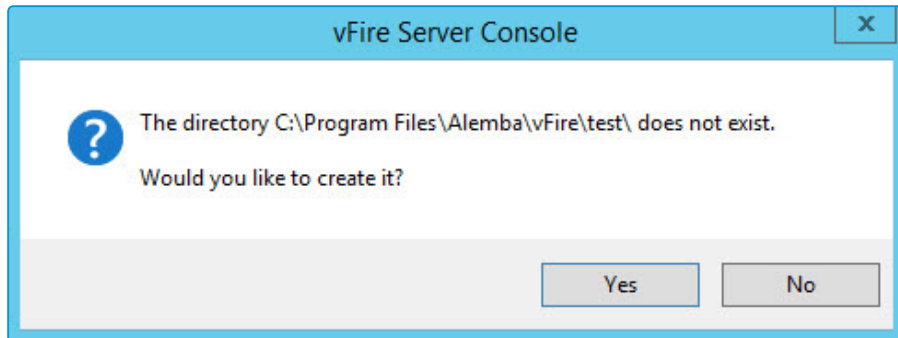 vFire Server Console
x
The directory C:\Program Files\Alemba\vFire\test\ does not exist.
Would you like to create it?
Yes
No